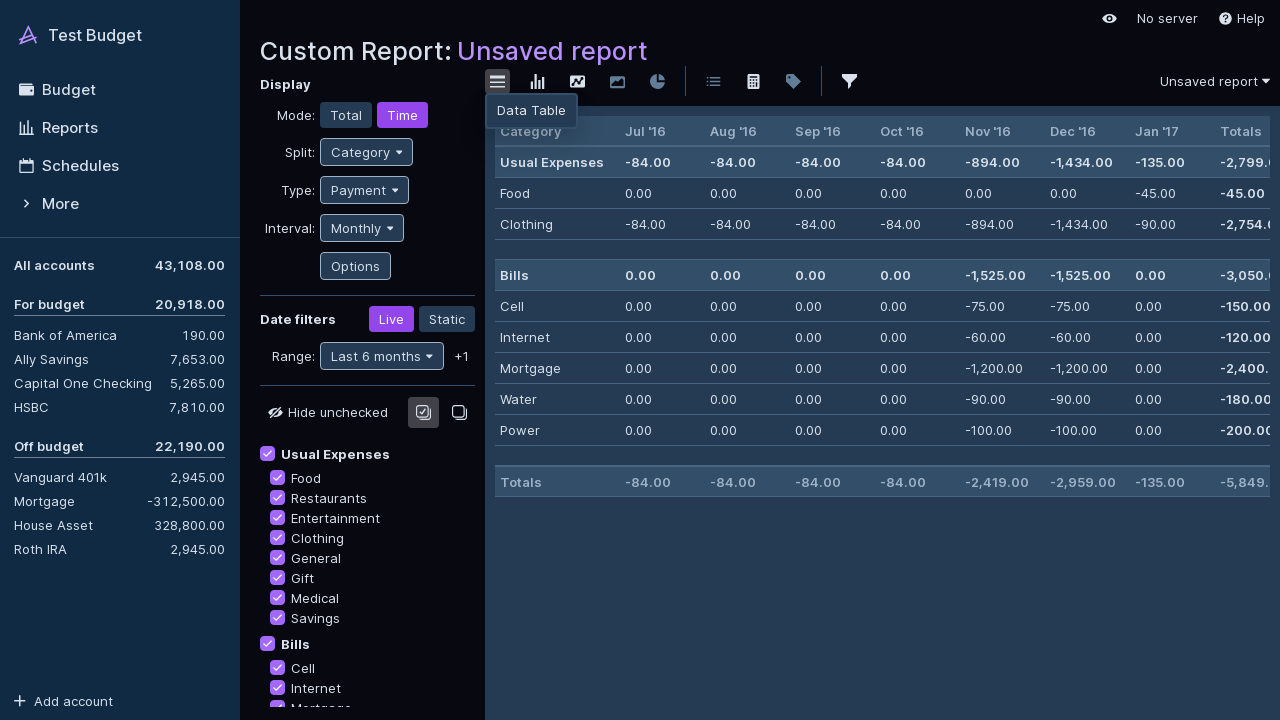 Test Budget
Budget
Reports
Schedules
More
All accounts 43,108.00
For budget 20,918.00
Bank of America 190.00
Ally Savings 7,653.00
Capital One Checking 5,265.00
HSBC 7,810.00
Off budget 22,190.00
Vanguard 401k 2,945.00
Mortgage -312,500.00
House Asset 328,800.00
Roth IRA 2,945.00
Add account
No server
Help
Custom Report: Unsaved report
Display
Mode: Total Time
Split: Category
Type: Payment
Interval: Monthly
Options
Date filters Live Static
Range: Last 6 months +1
Hide unchecked
Usual Expenses
Food
Restaurants
Entertainment
Clothing
General
Gift
Medical
Savings
Bills
Cell
Internet
Mortgage
Unsaved report
Data Table
Category Jul '16 Aug '16 Sep '16 Oct '16 Nov '16 Dec '16 Jan '17 Totals
Usual Expenses -84.00 -84.00 -84.00 -84.00 -894.00 -1,434.00 -135.00 -2,799.
Food 0.00 0.00 0.00 0.00 0.00 0.00 -45.00 -45.00
Clothing -84.00 -84.00 -84.00 -84.00 -894.00 -1,434.00 -90.00 -2,754.
Bills 0.00 0.00 0.00 0.00 -1,525.00 -1,525.00 0.00 -3,050.
Cell 0.00 0.00 0.00 0.00 -75.00 -75.00 0.00 -150.00
Internet 0.00 0.00 0.00 0.00 -60.00 -60.00 0.00 -120.00
Mortgage 0.00 0.00 0.00 0.00 -1,200.00 -1,200.00 0.00 -2,400.
Water 0.00 0.00 0.00 0.00 -90.00 -90.00 0.00 -180.00
Power 0.00 0.00 0.00 0.00 -100.00 -100.00 0.00 -200.00
Totals -84.00 -84.00 -84.00 -84.00 -2,419.00 -2,959.00 -135.00 -5,849.